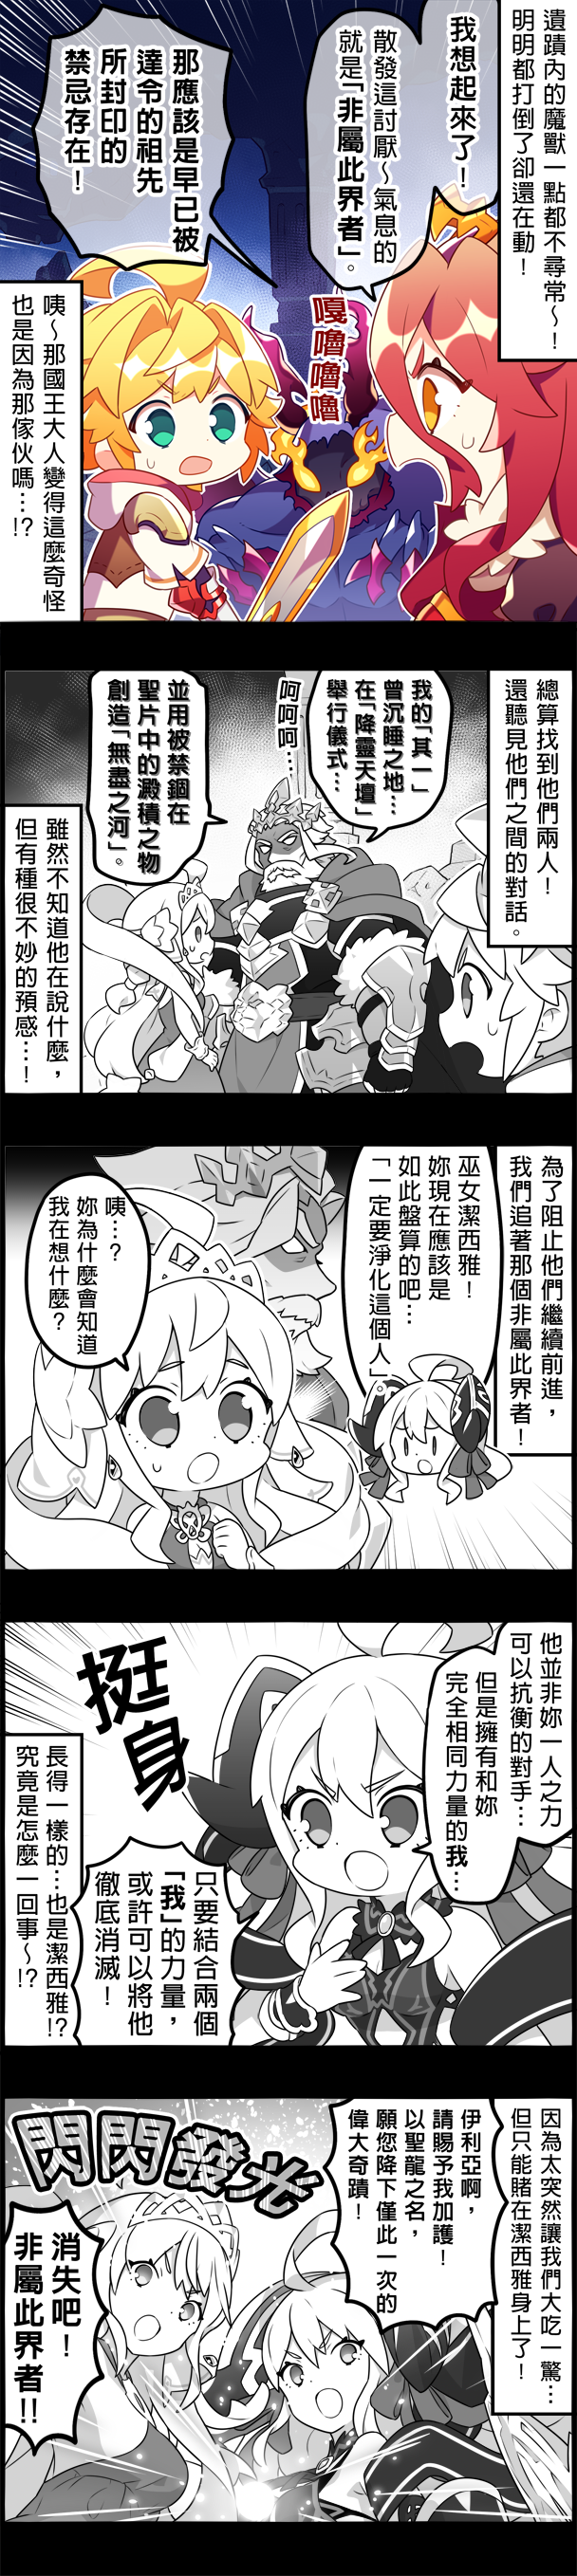 遺蹟內的魔獸一點都不尋常～！
明明都打倒了卻還在動！
我想起來了！
散發這討厭～氣息的
就是「非屬此界者」。
那應該是早已被
達令的祖先
所封印的
禁忌存在！
嘎嚕嚕嚕
咦～那國王大人變得這麼奇怪
也是因為那傢伙嗎…!?
總算找到他們兩人！
還聽見他們之間的對話。
我的「其一」
曾沉睡之地…
在「降靈天壇」
舉行儀式…
呵呵呵…
並用被禁錮在
聖片中的澱積之物
創造「無盡之河」。
雖然不知道他在說什麼，
但有種很不妙的預感…！
為了阻止他們繼續前進，
我們追著那個非屬此界者！
巫女潔西雅！
妳現在應該是
如此盤算的吧…
「一定要淨化這個人」
咦…？
妳為什麼會知道
我在想什麼？
他並非妳一人之力
可以抗衡的對手…
但是擁有和妳
完全相同力量的我…
挺身
只要結合兩個
「我」的力量，
或許可以將他
徹底消滅！
長得一樣的…也是潔西雅!?
究竟是怎麼一回事～!?
因為太突然讓我們大吃一驚…
但只能賭在潔西雅身上了！
伊利亞啊，
請賜予我加護！
以聖龍之名，
願您降下僅此一次的
偉大奇蹟！
閃閃發光
消失吧！
非屬此界者!!